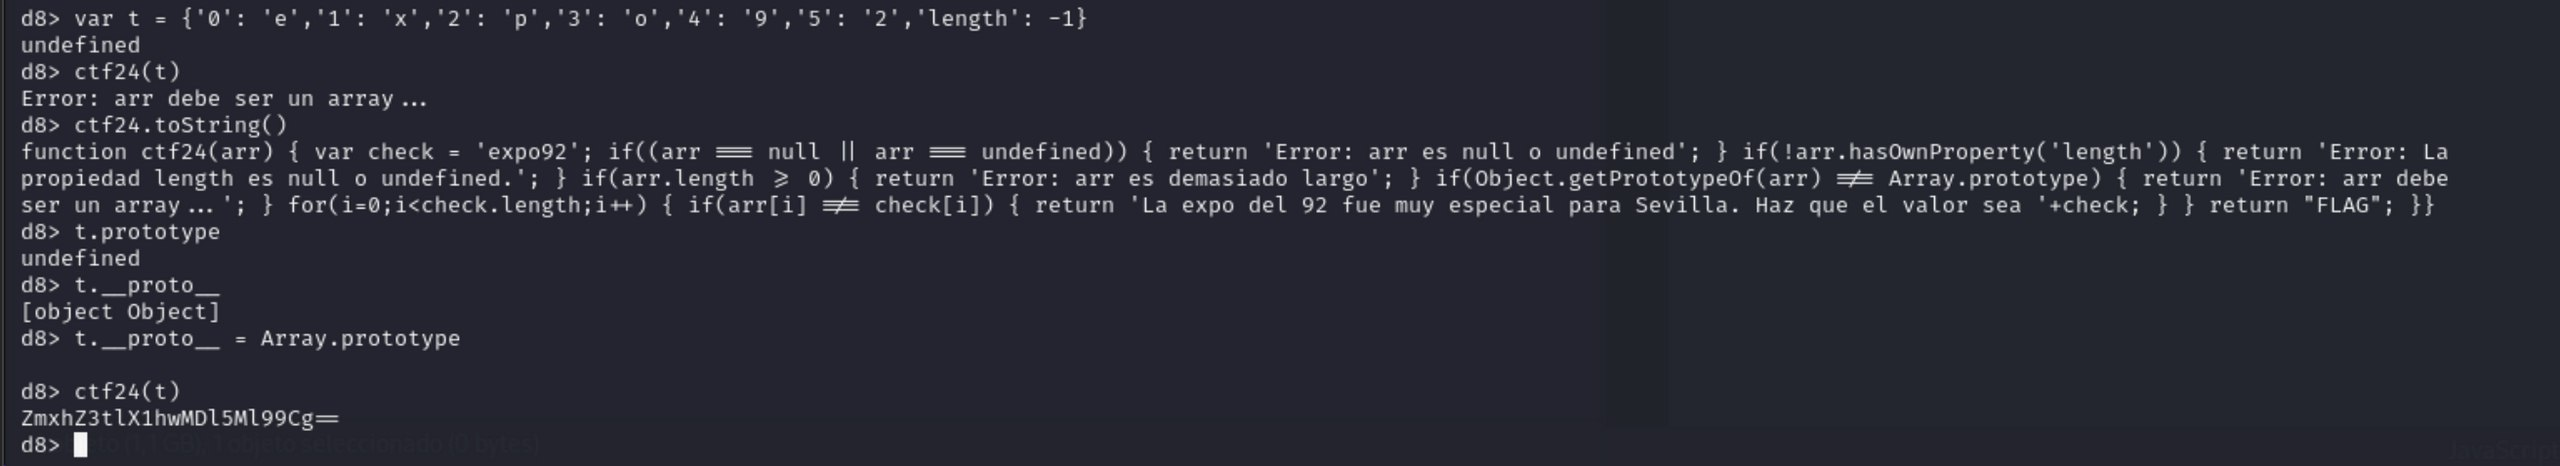 d8> var t = {'0': 'e','1': 'x','2': 'p','3': 'o','4': '9','5': '2','length': -1}
undefined
d8> ctf24(t)
Error: arr debe ser un array...
d8> ctf24.toString()
function ctf24(arr) { var check = 'expo92'; if((arr === null || arr === undefined)) { return 'Error: arr es null o undefined'; } if(!arr.hasOwnProperty('length')) { return 'Error: La
propiedad length es null o undefined.'; } if(arr.length >= 0) { return 'Error: arr es demasiado largo'; } if(Object.getPrototypeOf(arr) !== Array.prototype) { return 'Error: arr debe
ser un array...'; } for(i=0;i<check.length;i++) { if(arr[i] !== check[i]) { return 'La expo del 92 fue muy especial para Sevilla. Haz que el valor sea '+check; } } return "FLAG"; }}
d8> t.prototype
undefined
d8> t.__proto__
[object Object]
d8> t.__proto__ = Array.prototype
d8> ctf24(t)
ZmxhZ3tlX1hwMDl5Ml99Cg==
d8>
1 objeto seleccionado (0 bytes)